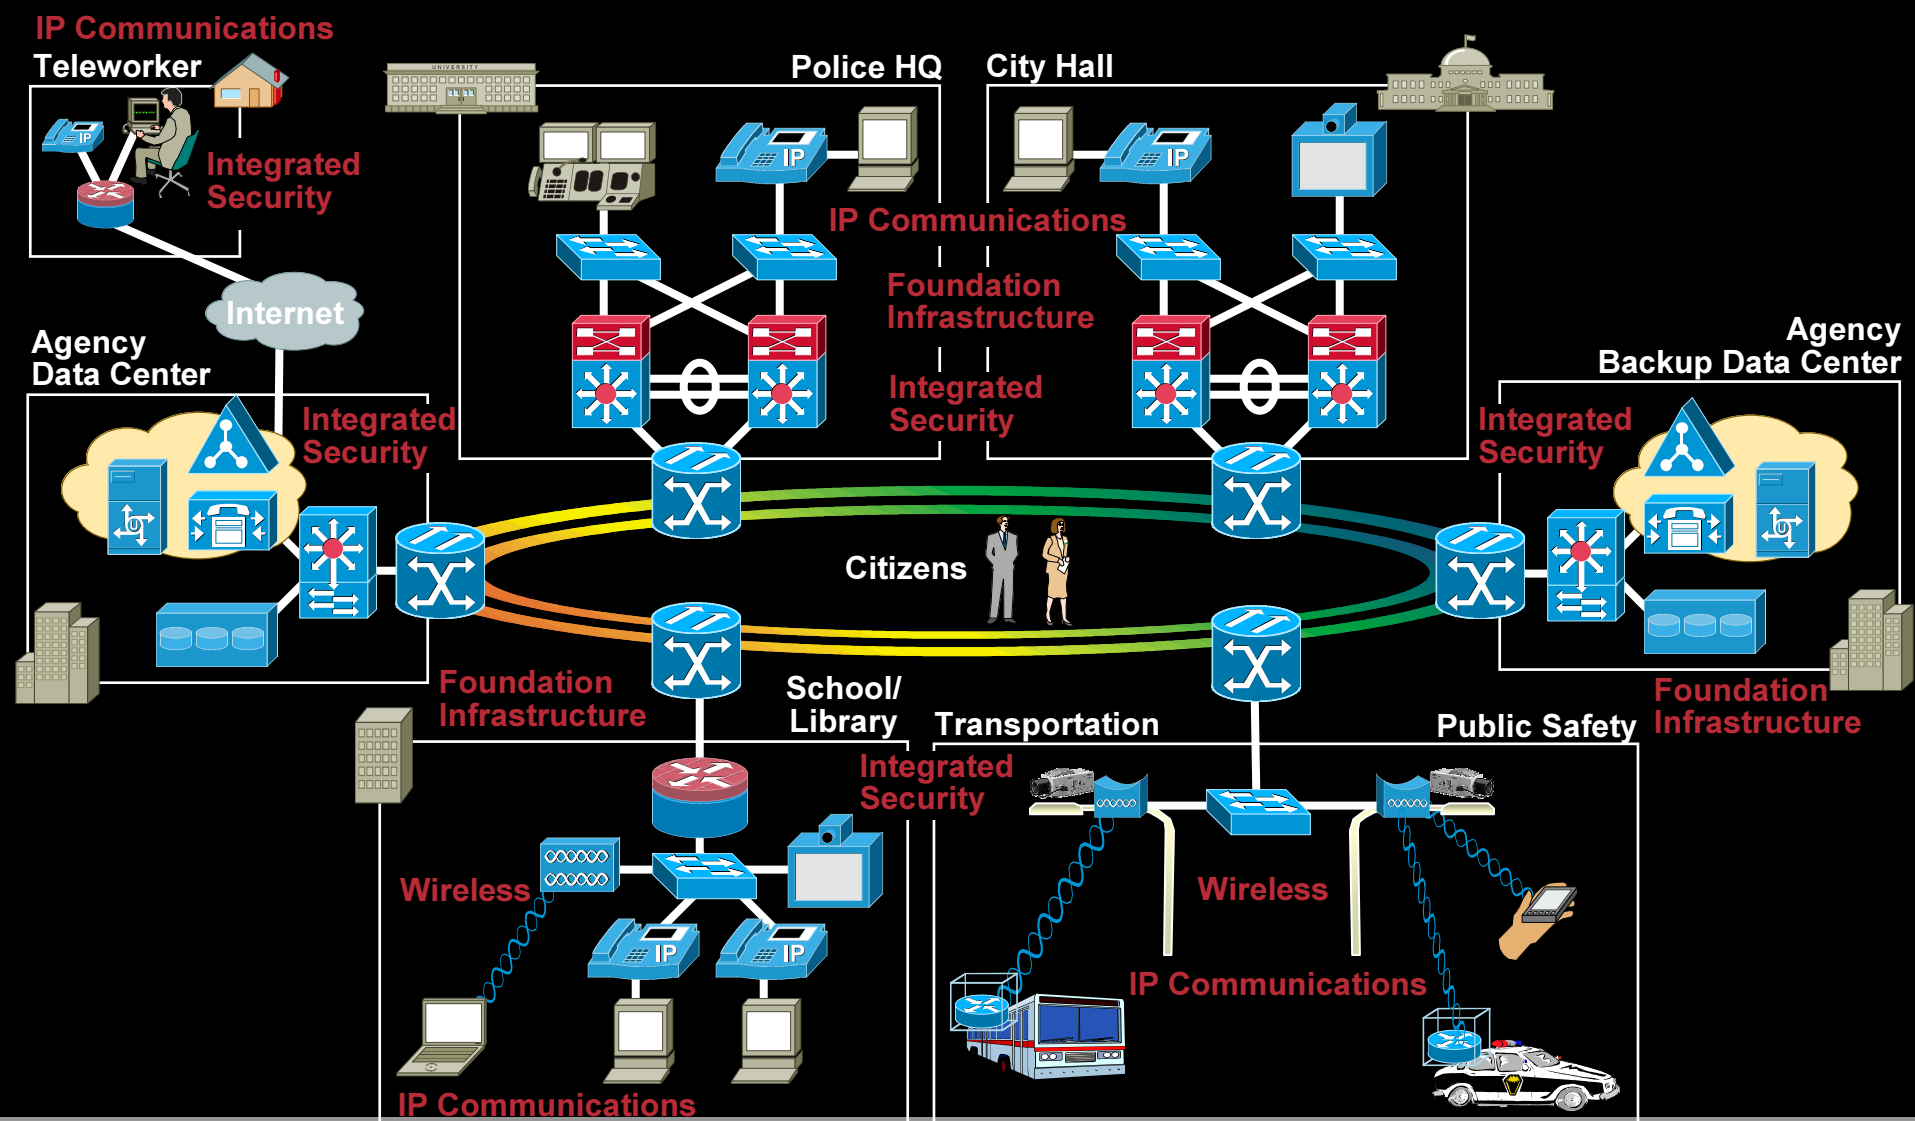 IP Communications
Teleworker
Integrated
Security
IP
Internet
UNIVERSITY
Police HQ
City Hall
IP
IP
IP Communications
Foundation
Infrastructure
Integrated
Security
Agency
Data Center
Integrated
Security
U
Agency
Backup Data Center
Integrated
Security
U
Citizens
Foundation
Infrastructure
School/
Library
Integrated
Security
Wireless
IP
IP
IP Communications
Transportation
Public Safety
Foundation
Infrastructure
Wireless
IP Communications